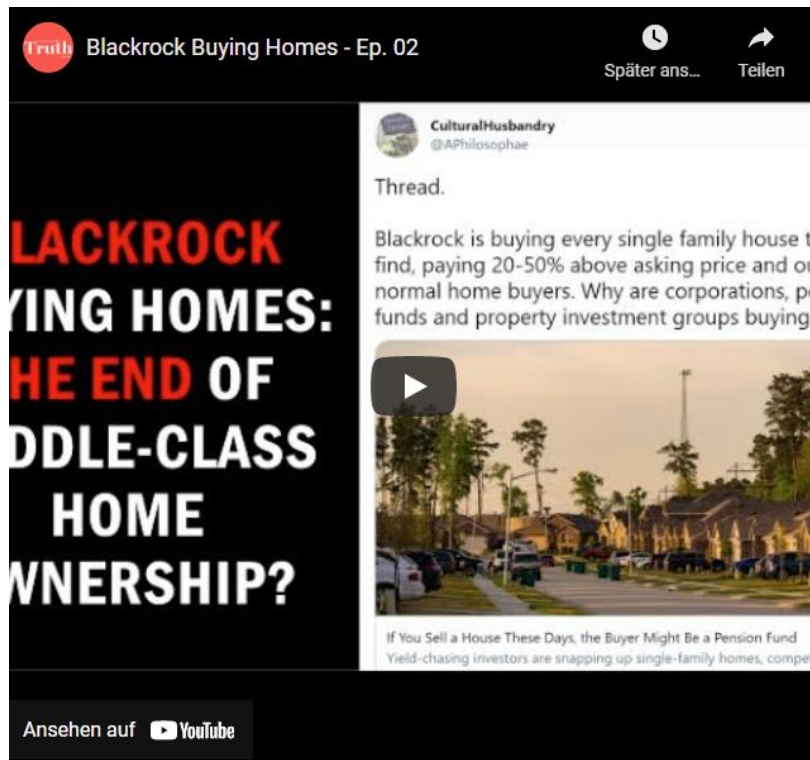 Truth
Blackrock Buying Homes - Ep. 02
Später ans...
Teilen
LACKROCK
YING HOMES:
HE END OF
DDLE-CLASS
HOME
WNERSHIP?
CulturalHusbandry
@APhilosophae
Thread.
Blackrock is buying every single family house t
find, paying 20-50% above asking price and ou
normal home buyers. Why are corporations, pe
funds and property investment groups buying
If You Sell a House These Days, the Buyer Might Be a Pension Fund
Yield-chasing investors are snapping up single-family homes, compe
Ansehen auf YouTube